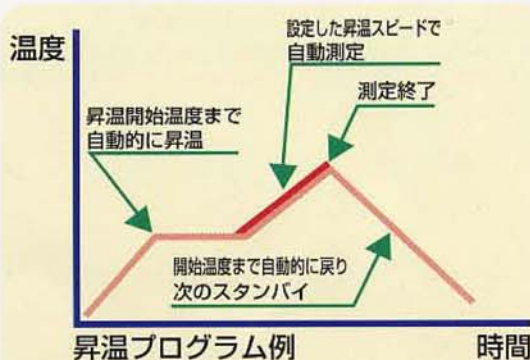 温度
設定した昇温スピードで
自動測定
測定終了
昇温開始温度まで
自動的に昇温
開始温度まで自動的に戻り
次のスタンバイ
昇温プログラム例
時間